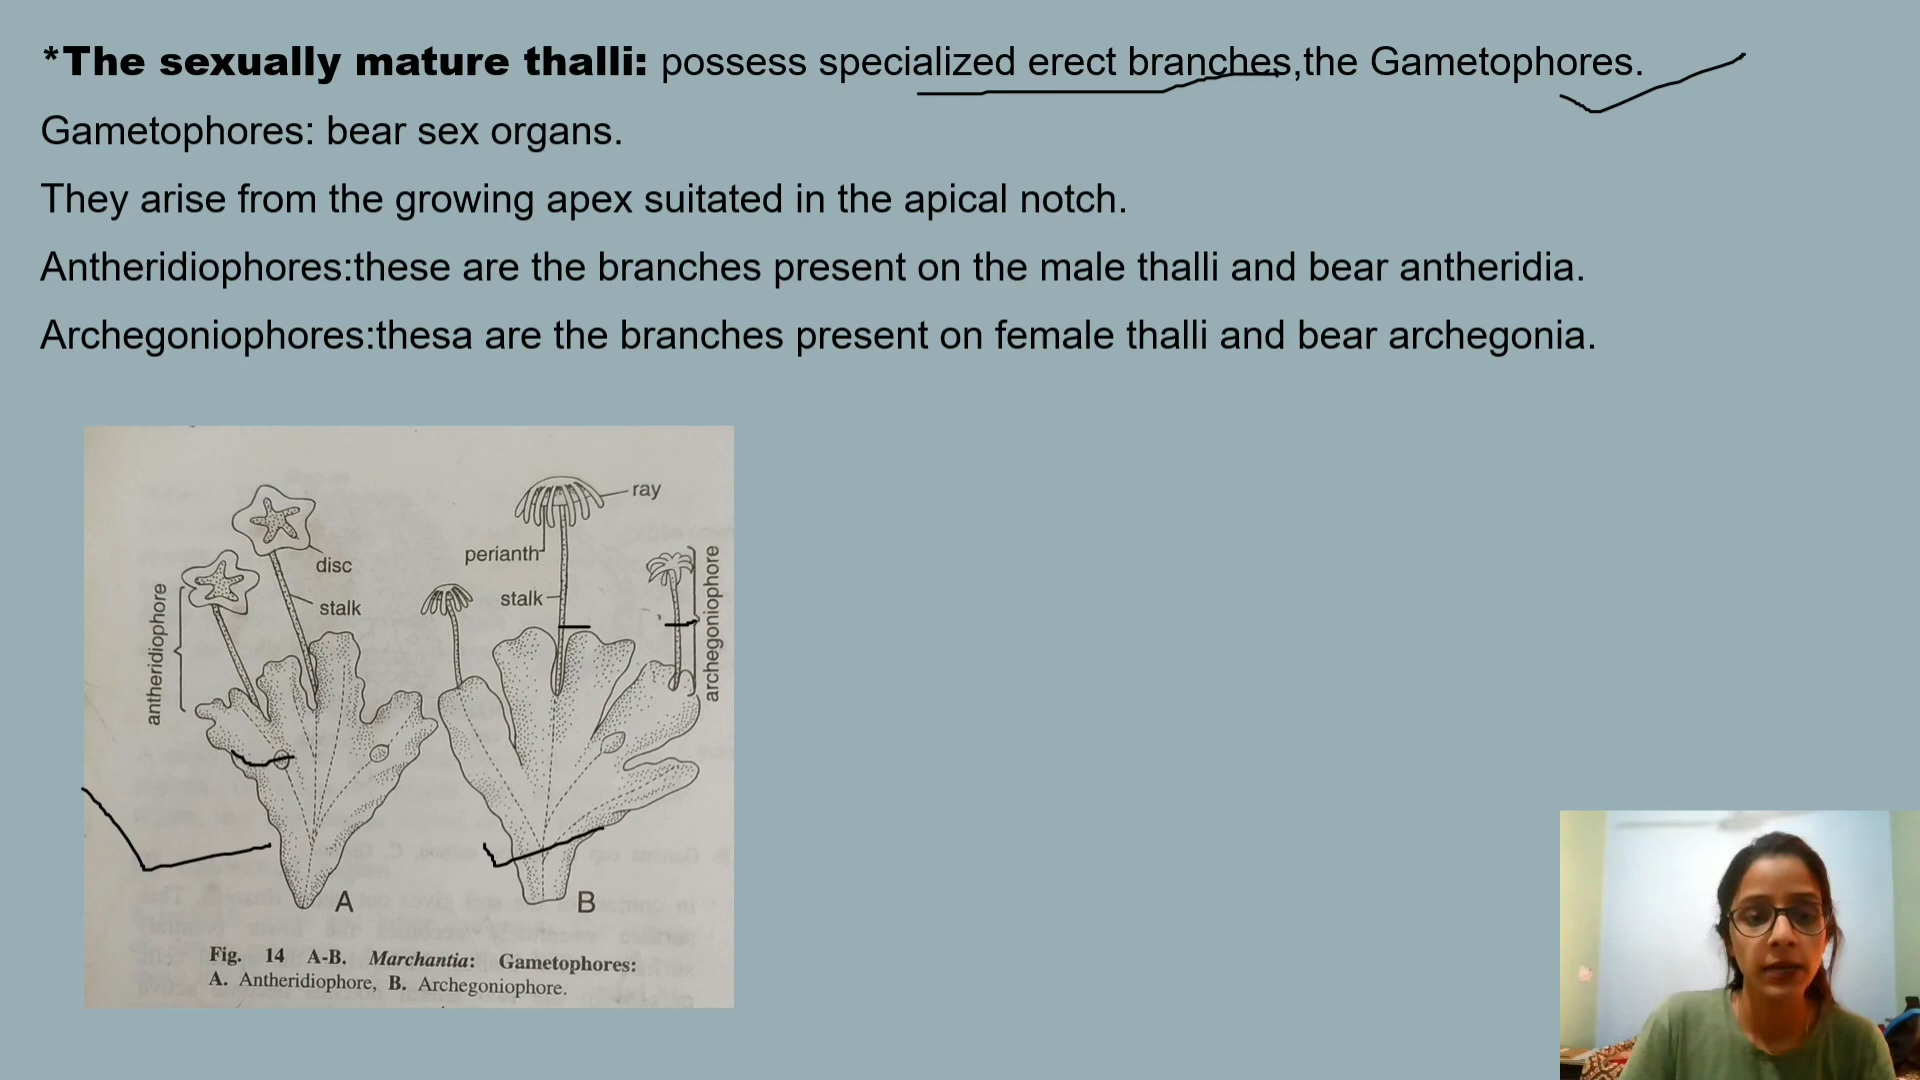 *The sexually mature thalli: possess specialized erect branches,the Gametophores.
Gametophores: bear sex organs.
They arise from the growing apex suitated in the apical notch.
Antheridiophores:these are the branches present on the male thalli and bear antheridia.
Archegoniophores:thesa are the branches present on female thalli and bear archegonia.
ray
perianth
disc
stalk
stalk
antheridiophore
archegoniophore
A
B
Fig. 14 A-B. Marchantia: Gametophores:
A. Antheridiophore, B. Archegoniophore.